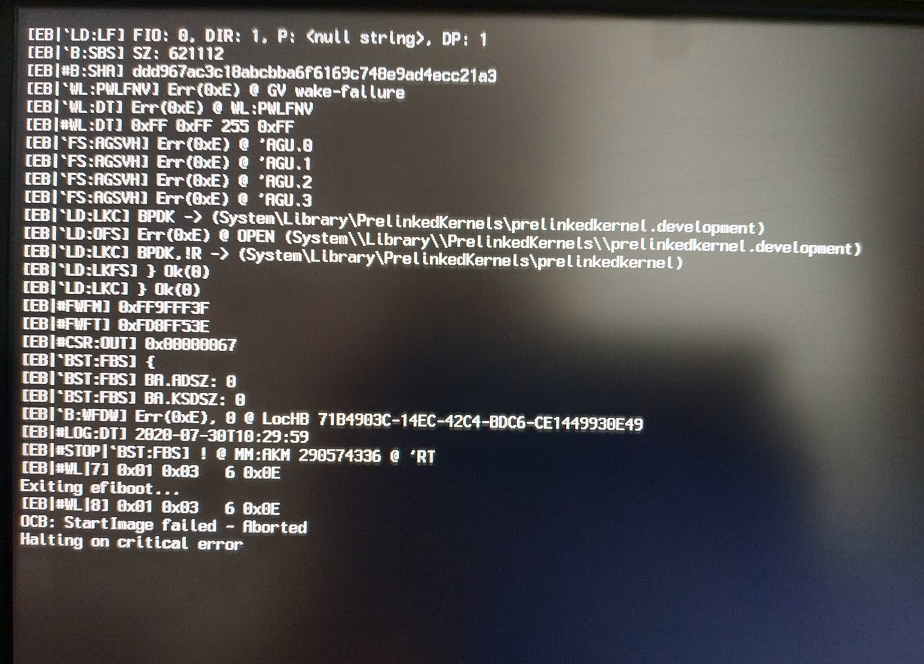 [EB|`LD:LF] FIO: 0, DIR: 1, P: <null string>, DP: 1
[EB|`B:SBS] SZ: 621112
[EB|#B:SHA] ddd967ac3c18abcbba6f6169c748e9ad4ecc21a3
[EB|`WL:PWLFNV] Err(0xE) @ GV wake-failure
[EB|`WL:DT] Err(0xE) @ WL:PWLFNV
[EB|#WL:DT] 0xFF 0xFF 255 0xFF
[EB|`FS:AGSVH] Err(0xE) @ 'AGU.0
[EB|`FS:AGSVH] Err(0xE) @ 'AGU.1
[EB|`FS:AGSVH] Err(0xE) @ 'AGU.2
[EB|`FS:AGSVH] Err(0xE) @ 'AGU.3
[EB|`LD:LKC] BPDK -> (System\Library\PrelinkedKernels\prelinkedkernel.development)
[EB|`LD:OFS] Err(0xE) @ OPEN (System\\Library\\PrelinkedKernels\\prelinkedkernel.development)
[EB|`LD:LKC] BPDK,!R -> (System\Library\PrelinkedKernels\prelinkedkernel)
[EB|`LD:LKFS] } Ok(0)
[EB|`LD:LKC] } Ok(0)
[EB|#FWFM] 0xFF9FFF3F
[EB|#FWFT] 0xFD8FF53E
[EB|#CSR:OUT] 0x00000067
[EB|`BST:FBS] {
[EB|`BST:FBS] BA.ADSZ: 0
[EB|`BST:FBS] BA.KSDSZ: 0
[EB|`B:WFDW] Err(0xE), 0 @ LocHB 71B4903C-14EC-42C4-BDC6-CE1449930E49
[EB|#LOG:DT] 2020-07-30T10:29:59
[EB|#STOP|`BST:FBS] ! @ MM:AKM 290574336 @ 'RT
[EB|#WL|7] 0x01 0x03   6 0x0E
Exiting efiboot...
[EB|#WL|8] 0x01 0x03   6 0x0E
OCB: StartImage failed - Aborted
Halting on critical error